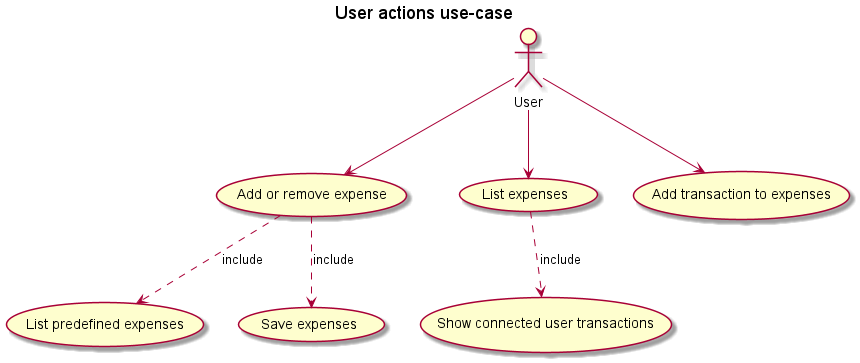 User actions use-case
User
Add or remove expense
List expenses
Add transaction to expenses
include
include
include
List predefined expenses
Save expenses
Show connected user transactions